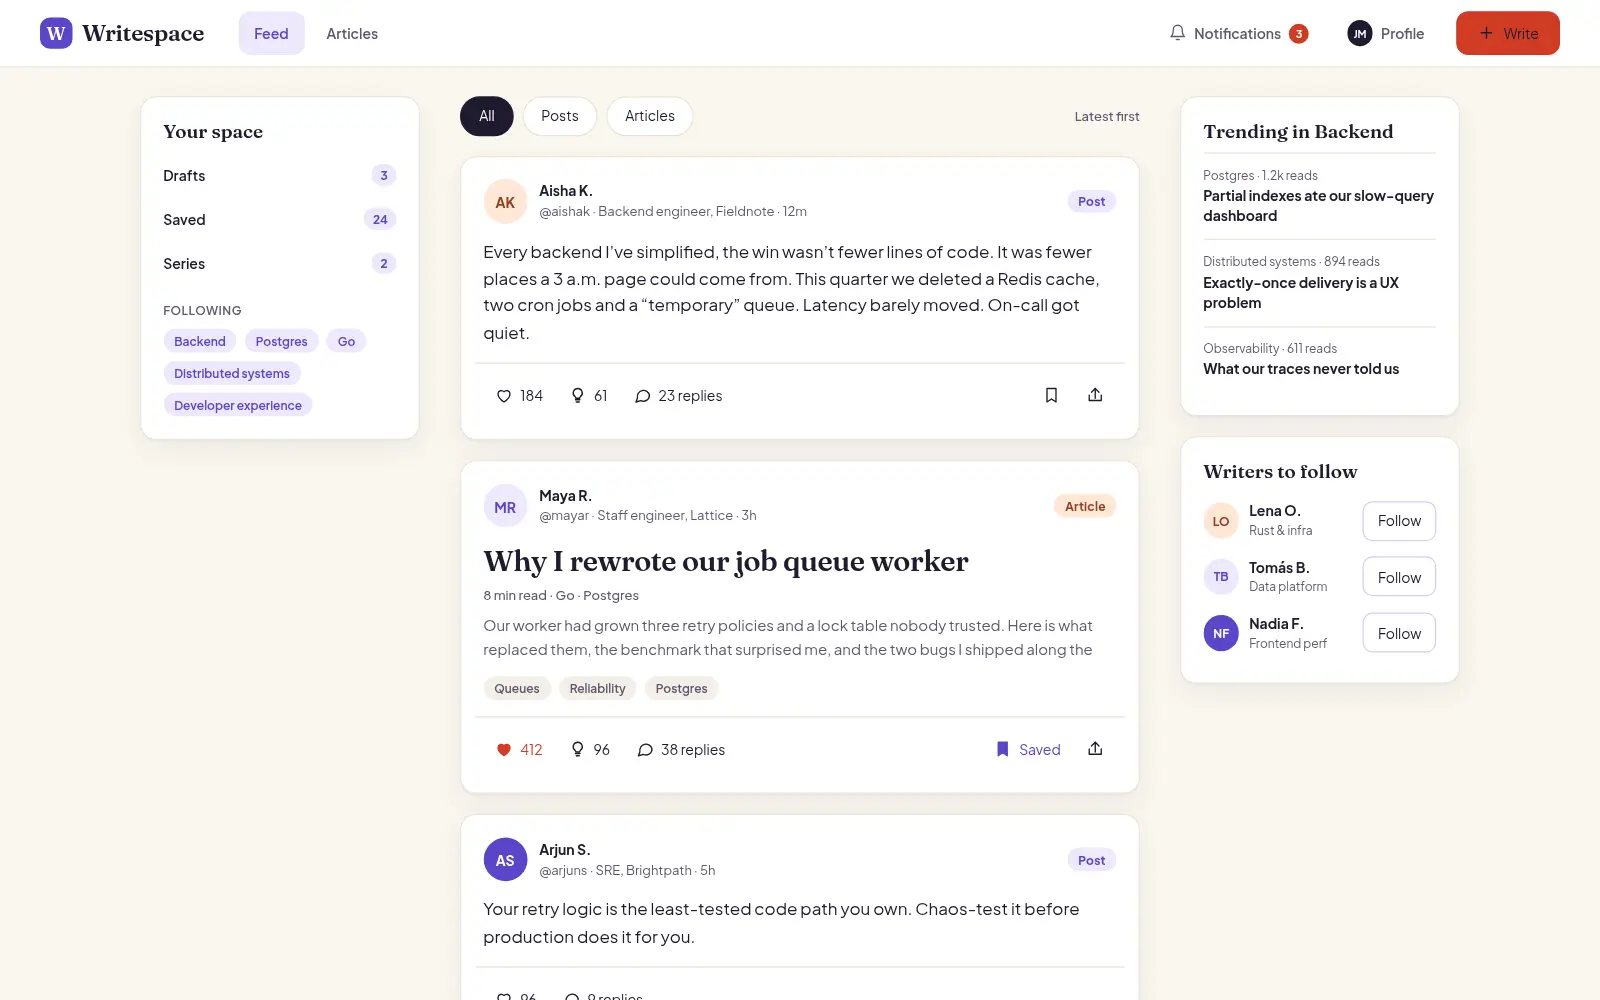 W Writespace Feed Articles Notifications 3 JM Profile + Write
Your space
Drafts 3
Saved 24
Series 2
FOLLOWING
Backend Postgres Go
Distributed systems
Developer experience
All Posts Articles Latest first
AK Aisha K. Post
@aishak · Backend engineer, Fieldnote · 12m
Every backend I’ve simplified, the win wasn’t fewer lines of code. It was fewer
places a 3 a.m. page could come from. This quarter we deleted a Redis cache,
two cron jobs and a “temporary” queue. Latency barely moved. On-call got
quiet.
184 61 23 replies
MR Maya R. Article
@mayar · Staff engineer, Lattice · 3h
Why I rewrote our job queue worker
8 min read · Go · Postgres
Our worker had grown three retry policies and a lock table nobody trusted. Here is what
replaced them, the benchmark that surprised me, and the two bugs I shipped along the
Queues Reliability Postgres
412 96 38 replies Saved
AS Arjun S. Post
@arjuns · SRE, Brightpath · 5h
Your retry logic is the least-tested code path you own. Chaos-test it before
production does it for you.
96 9 replies
Trending in Backend
Postgres · 1.2k reads
Partial indexes ate our slow-query
dashboard
Distributed systems · 894 reads
Exactly-once delivery is a UX
problem
Observability · 611 reads
What our traces never told us
Writers to follow
LO Lena O. Follow
Rust & infra
TB Tomás B. Follow
Data platform
NF Nadia F. Follow
Frontend perf